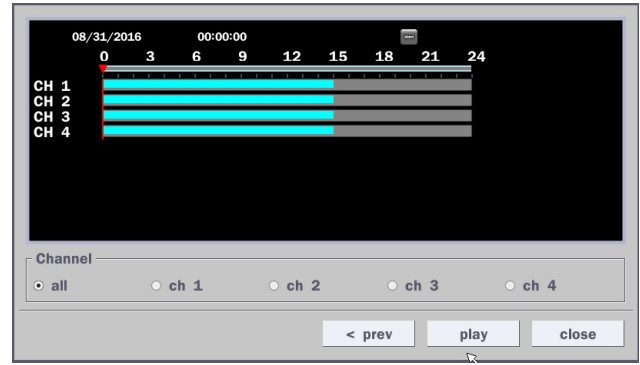 08/31/2016 00:00:00
0 3 6 9 12 15 18 21 24
CH 1
CH 2
CH 3
CH 4
Channel
all ch 1 ch 2 ch 3 ch 4
< prev play close